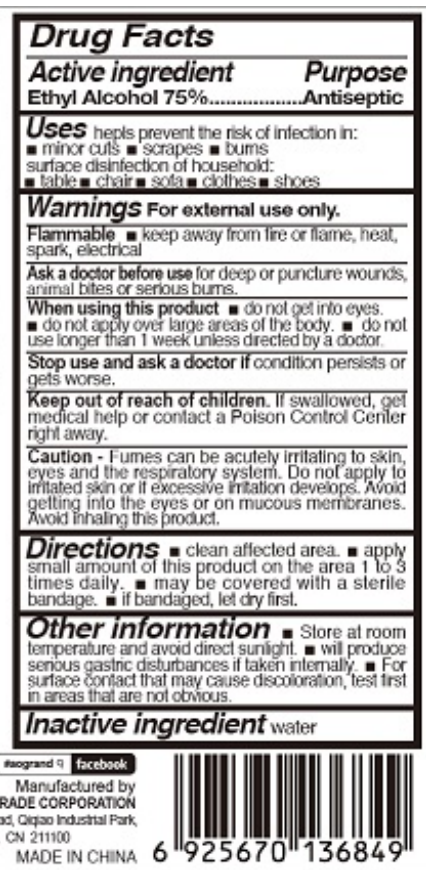 Drug Facts
Active ingredient Purpose
Ethyl Alcohol 75%..................Antiseptic
Uses hepls prevent the risk of infection in:
■ minor cuts ■ scrapes ■ burns
surface disinfection of household:
■ table ■ chair ■ sofa ■ clothes ■ shoes
Warnings For external use only.
Flammable ■ keep away from fire or flame, heat,
spark, electrical
Ask a doctor before use for deep or puncture wounds,
animal bites or serious burns.
When using this product ■ do not get into eyes.
■ do not apply over large areas of the body. ■ do not
use longer than 1 week unless directed by a doctor.
Stop use and ask a doctor if condition persists or
gets worse.
Keep out of reach of children. If swallowed, get
medical help or contact a Poison Control Center
right away.
Caution - Fumes can be acutely irritating to skin,
eyes and the respiratory system. Do not apply to
irritated skin or if excessive irritation develops. Avoid
getting into the eyes or on mucous membranes.
Avoid inhaling this product.
Directions ■ clean affected area. ■ apply
small amount of this product on the area 1 to 3
times daily. ■ may be covered with a sterile
bandage. ■ if bandaged, let dry first.
Other information ■ Store at room
temperature and avoid direct sunlight. ■ will produce
serious gastric disturbances if taken internally. ■ For
surface contact that may cause discoloration, test first
in areas that are not obvious.
Inactive ingredient water
#aogrand facebook
Manufactured by
RADE CORPORATION
ad, Qiqiao Industrial Park,
CN 211100
MADE IN CHINA
6 925670 136849